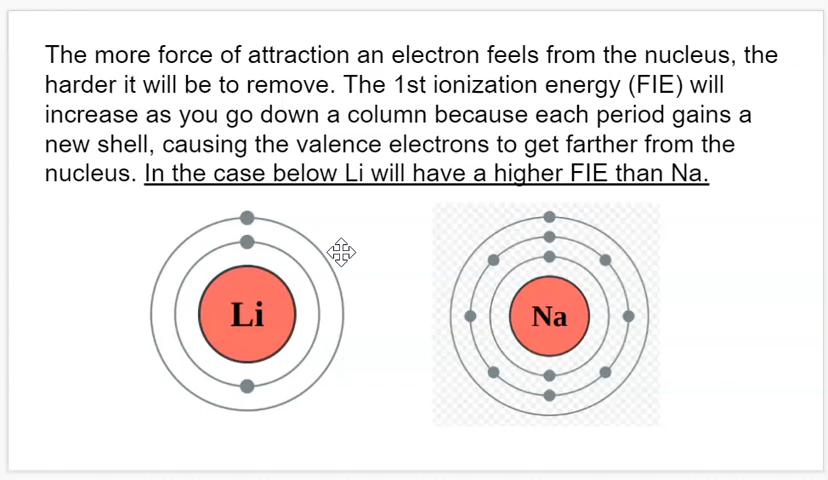 The more force of attraction an electron feels from the nucleus, the
harder it will be to remove. The 1st ionization energy (FIE) will
increase as you go down a column because each period gains a
new shell, causing the valence electrons to get farther from the
nucleus. In the case below Li will have a higher FIE than Na.
Li
Na